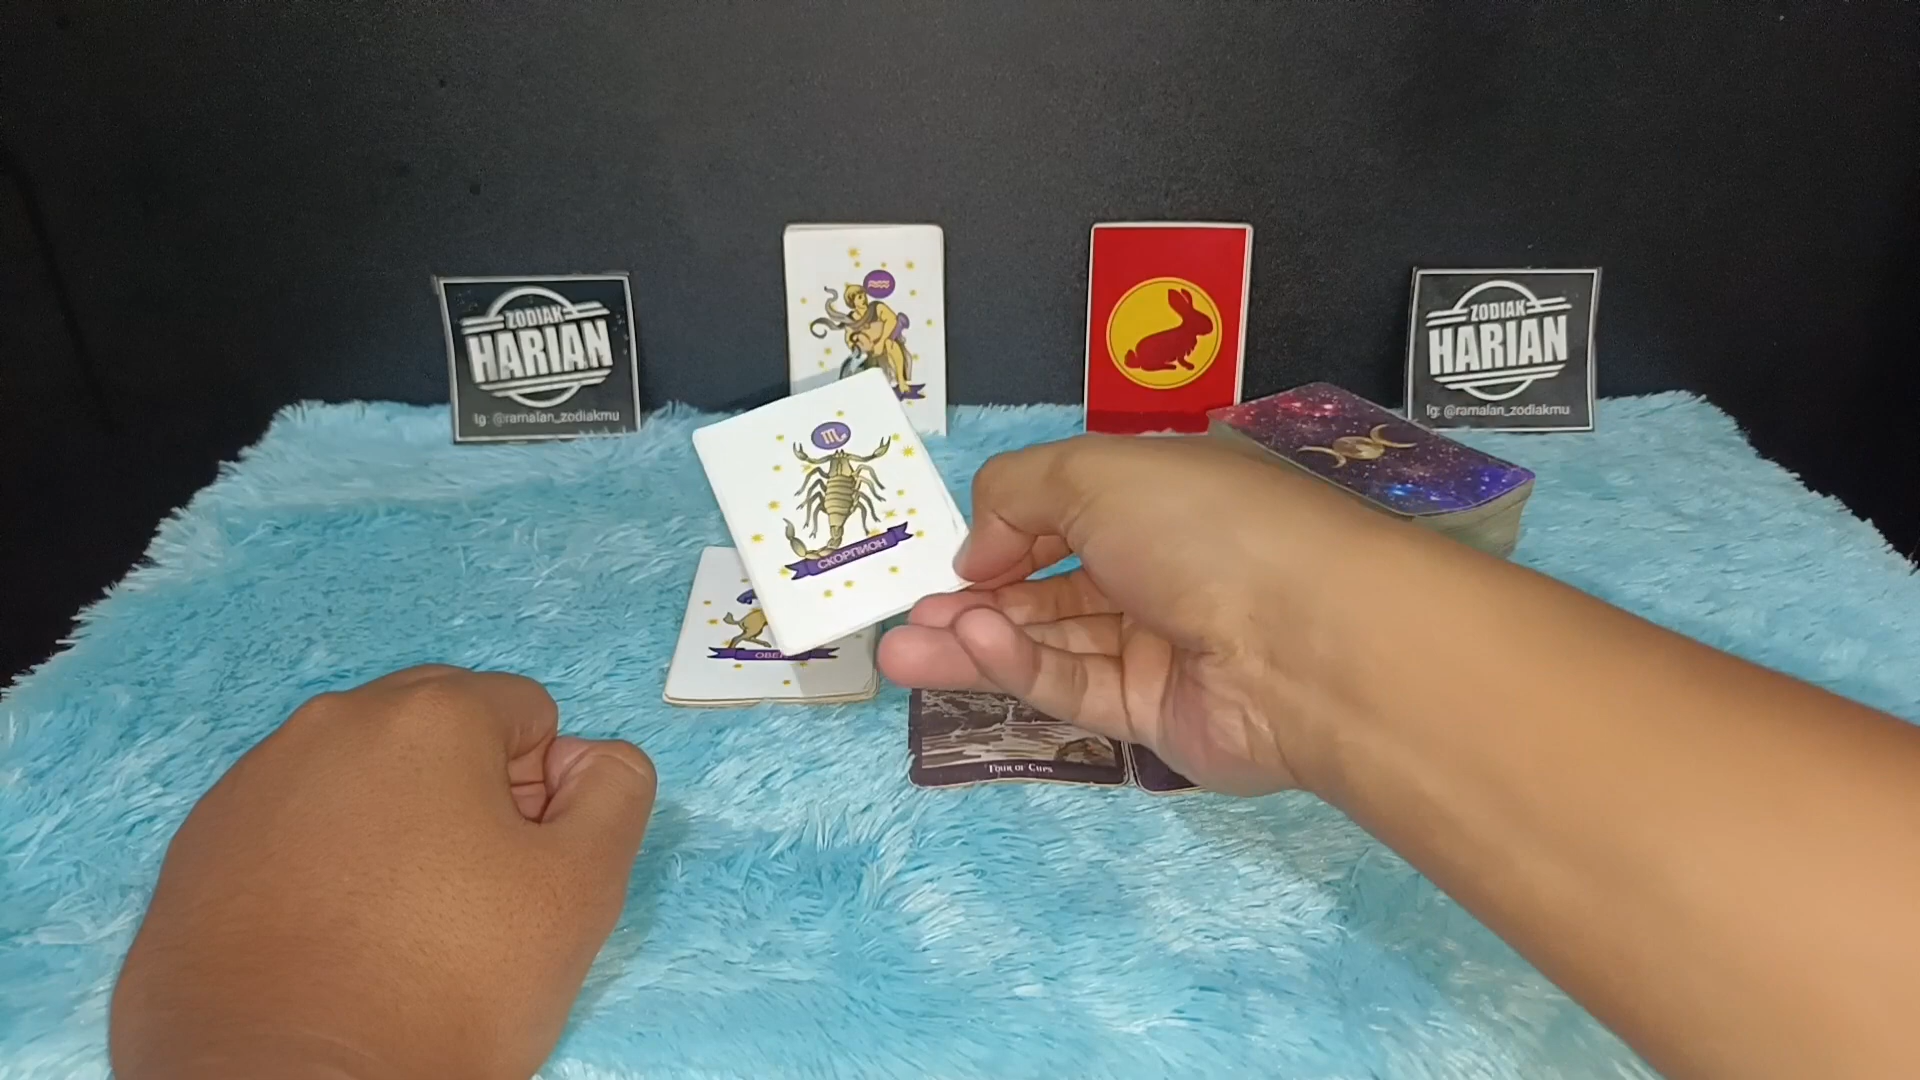 ZODIAK
HARIAN
Ig: @ramalan_zodiakmu
ZODIAK
HARIAN
Ig: @ramalan_zodiakmu
СКОРПИОН
Four of Cups